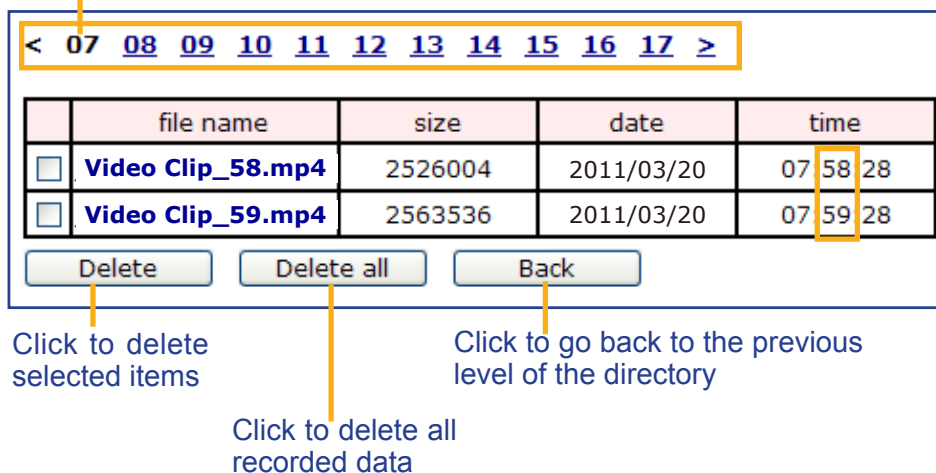 < 07 08 09 10 11 12 13 14 15 16 17 >
file name size date time
Video Clip_58.mp4 2526004 2011/03/20 07:58:28
Video Clip_59.mp4 2563536 2011/03/20 07:59:28
Delete Delete all Back
Click to delete
selected items
Click to go back to the previous
level of the directory
Click to delete all
recorded data